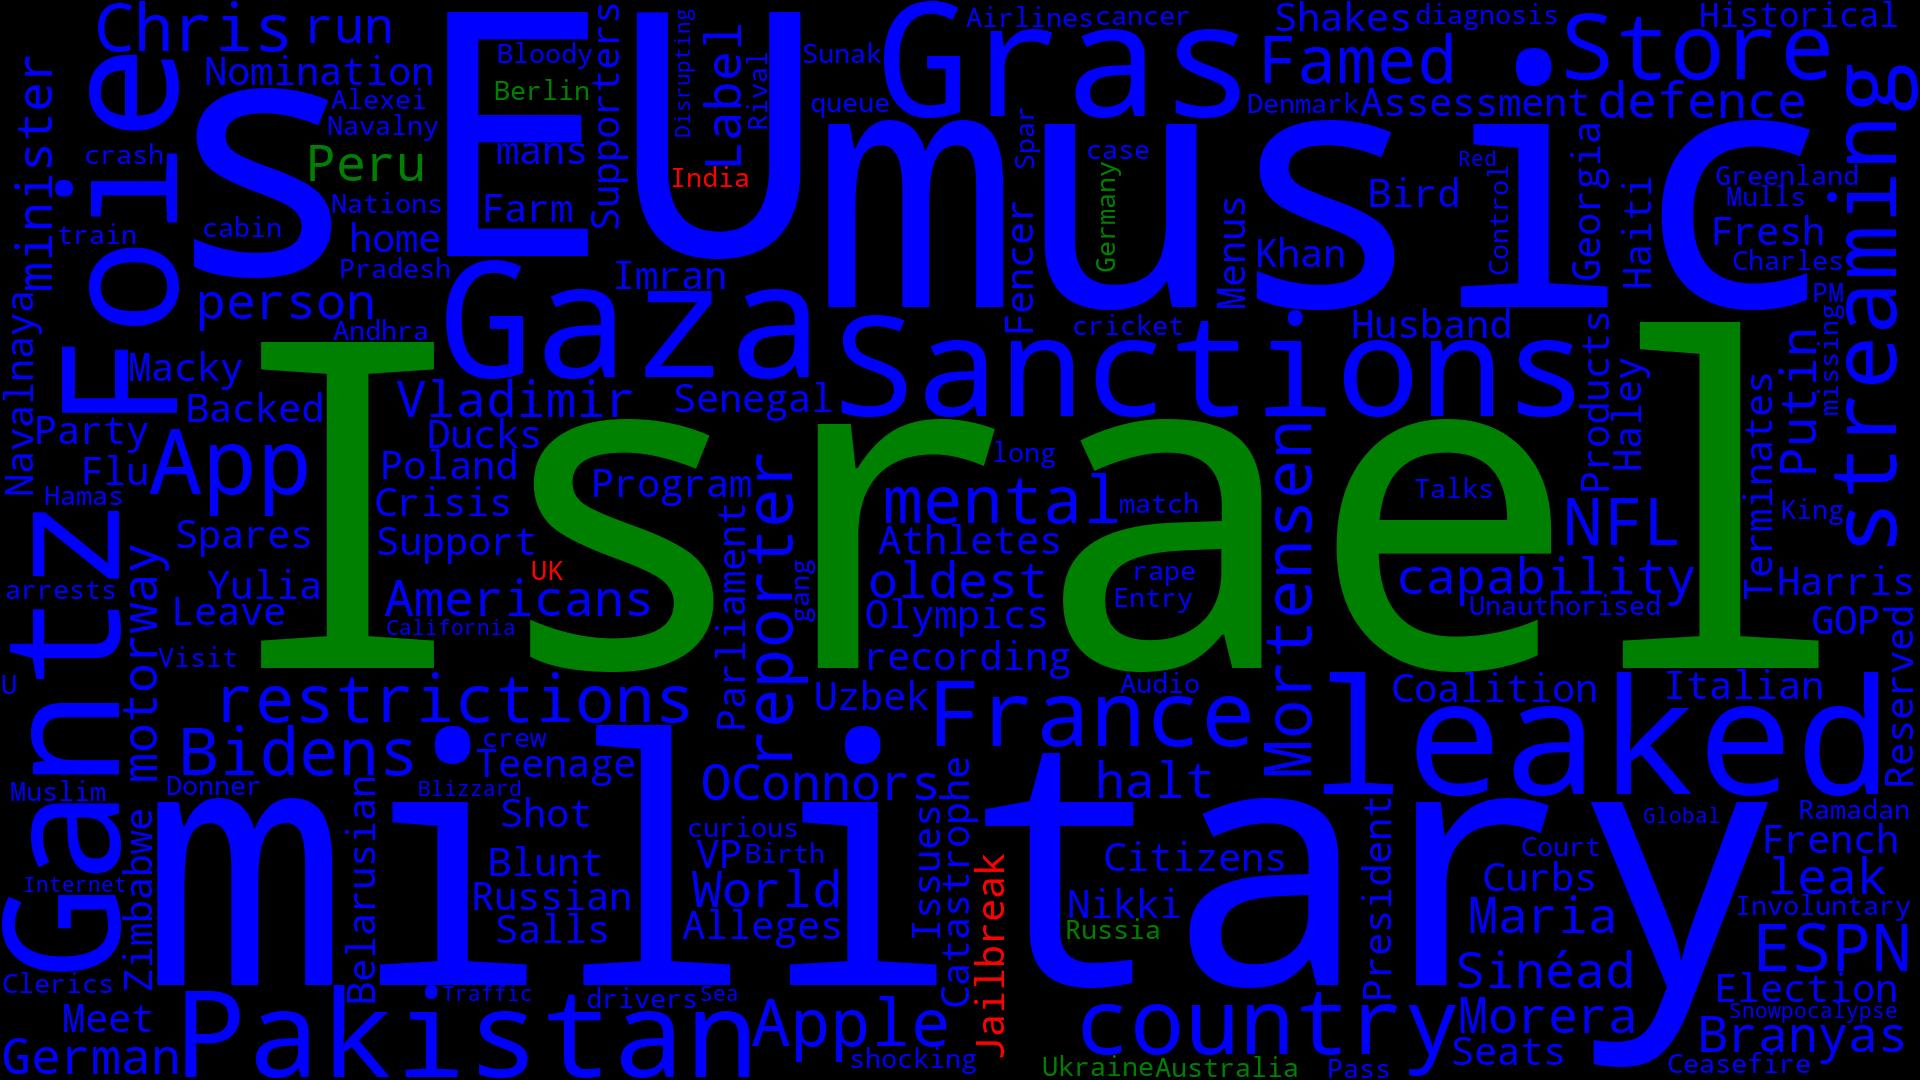 Chris
run
EU
Bloody
Berlin
Supporters
Disrupting
Label
Rival
Sunak
queue
Gras
Airlines
cancer
Shakes
diagnosis
Historical
Famed
Store
Denmark
Assessment
defence
minister
Foie
Nomination
Alexei
Navalny
crash
s
Peru
mans
India
music
Spar
case
Germany
Bird
Red
Control
Georgia
Haiti
Greenland
Mulls
streaming
Nations
train
cabin
home
Farm
Pradesh
Imran
Fencer
Menus
Khan
Fresh
Charles
PM
person
Andhra
Gaza
Sanctions
cricket
Husband
Products
missing
Putin
Navalnaya
Macky
Backed
Vladimir
Senegal
Haley
Terminates
Party
App
Ducks
Israel
long
Flu
Poland
Program
mental
match
Talks
NFL
Hamas
Crisis
reporter
Mortensen
King
Gantz
motorway
Spares
Support
Parliament
Athletes
arrests
Yulia
UK
gang
oldest
rape
capability
Harris
Leave
Americans
Olympics
Entry
Unauthorised
GOP
Reserved
California
Visit
recording
U
restrictions
Uzbek
France
Audio
Coalition
Italian
Bidens
crew
Teenage
OConnors
halt
leaked
Muslim
Donner
Blizzard
military
Zimbabwe
Belarusian
Shot
curious
Issues
Catastrophe
President
Global
Ramadan
French
Blunt
VP
Birth
Citizens
Court
Curbs
leak
Internet
Russian
World
Jailbreak
Nikki
Maria
Involuntary
Salls
Alleges
Russia
ESPN
Clerics
Sinéad
Traffic
drivers
Sea
Election
Meet
Pakistan
Apple
country
Morera
Snowpocalypse
Branyas
German
shocking
Ukraine
Australia
Pass
Seats
Ceasefire